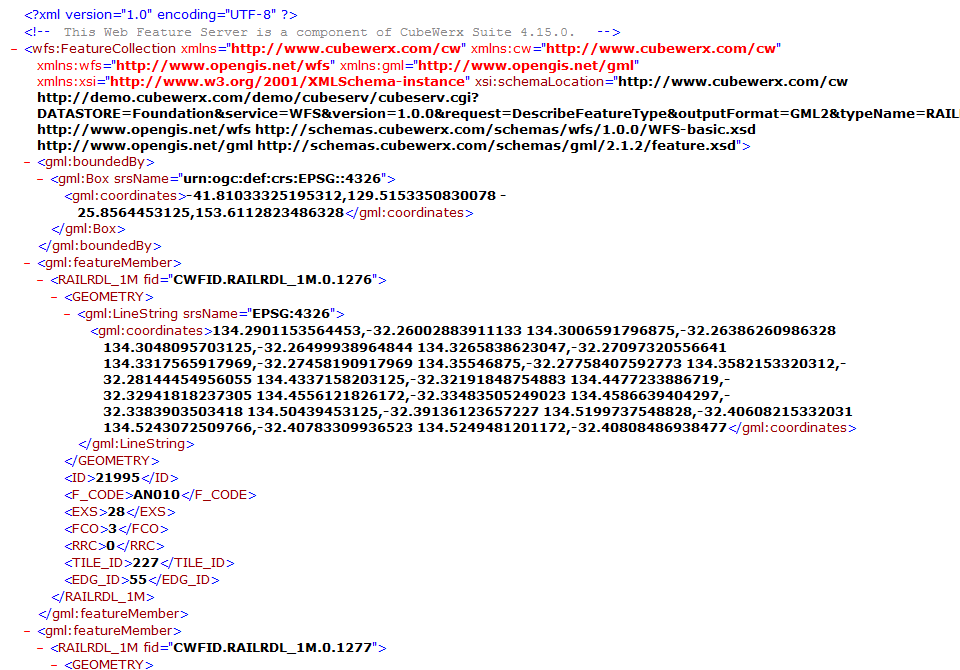 <?xml version="1.0" encoding="UTF-8" ?>
<!-- This Web Feature Server is a component of CubeWerx Suite 4.15.0. -->
- <wfs:FeatureCollection xmlns="http://www.cubewerx.com/cw" xmlns:cw="http://www.cubewerx.com/cw"
xmlns:wfs="http://www.opengis.net/wfs" xmlns:gml="http://www.opengis.net/gml"
xmlns:xsi="http://www.w3.org/2001/XMLSchema-instance" xsi:schemaLocation="http://www.cubewerx.com/cw
http://demo.cubewerx.com/demo/cubeserv/cubeserv.cgi?
DATASTORE=Foundation&service=WFS&version=1.0.0&request=DescribeFeatureType&outputFormat=GML2&typeName=RAIL
http://www.opengis.net/wfs http://schemas.cubewerx.com/schemas/wfs/1.0.0/WFS-basic.xsd
http://www.opengis.net/gml http://schemas.cubewerx.com/schemas/gml/2.1.2/feature.xsd">
- <gml:boundedBy>
- <gml:Box srsName="urn:ogc:def:crs:EPSG::4326">
<gml:coordinates>-41.81033325195312,129.5153350830078 -
25.8564453125,153.6112823486328</gml:coordinates>
</gml:Box>
</gml:boundedBy>
- <gml:featureMember>
- <RAILRDL_1M fid="CWFID.RAILRDL_1M.0.1276">
- <GEOMETRY>
- <gml:LineString srsName="EPSG:4326">
<gml:coordinates>134.2901153564453,-32.26002883911133 134.3006591796875,-32.26386260986328
134.3048095703125,-32.26499938964844 134.3265838623047,-32.27097320556641
134.3317565917969,-32.27458190917969 134.35546875,-32.27758407592773 134.3582153320312,-
32.28144454956055 134.4337158203125,-32.32191848754883 134.4477233886719,-
32.32941818237305 134.4556121826172,-32.33483505249023 134.4586639404297,-
32.3383903503418 134.50439453125,-32.39136123657227 134.5199737548828,-32.40608215332031
134.5243072509766,-32.40783309936523 134.5249481201172,-32.40808486938477</gml:coordinates>
</gml:LineString>
</GEOMETRY>
<ID>21995</ID>
<F_CODE>AN010</F_CODE>
<EXS>28</EXS>
<FCO>3</FCO>
<RRC>0</RRC>
<TILE_ID>227</TILE_ID>
<EDG_ID>55</EDG_ID>
</RAILRDL_1M>
</gml:featureMember>
- <gml:featureMember>
- <RAILRDL_1M fid="CWFID.RAILRDL_1M.0.1277">
- <GEOMETRY>